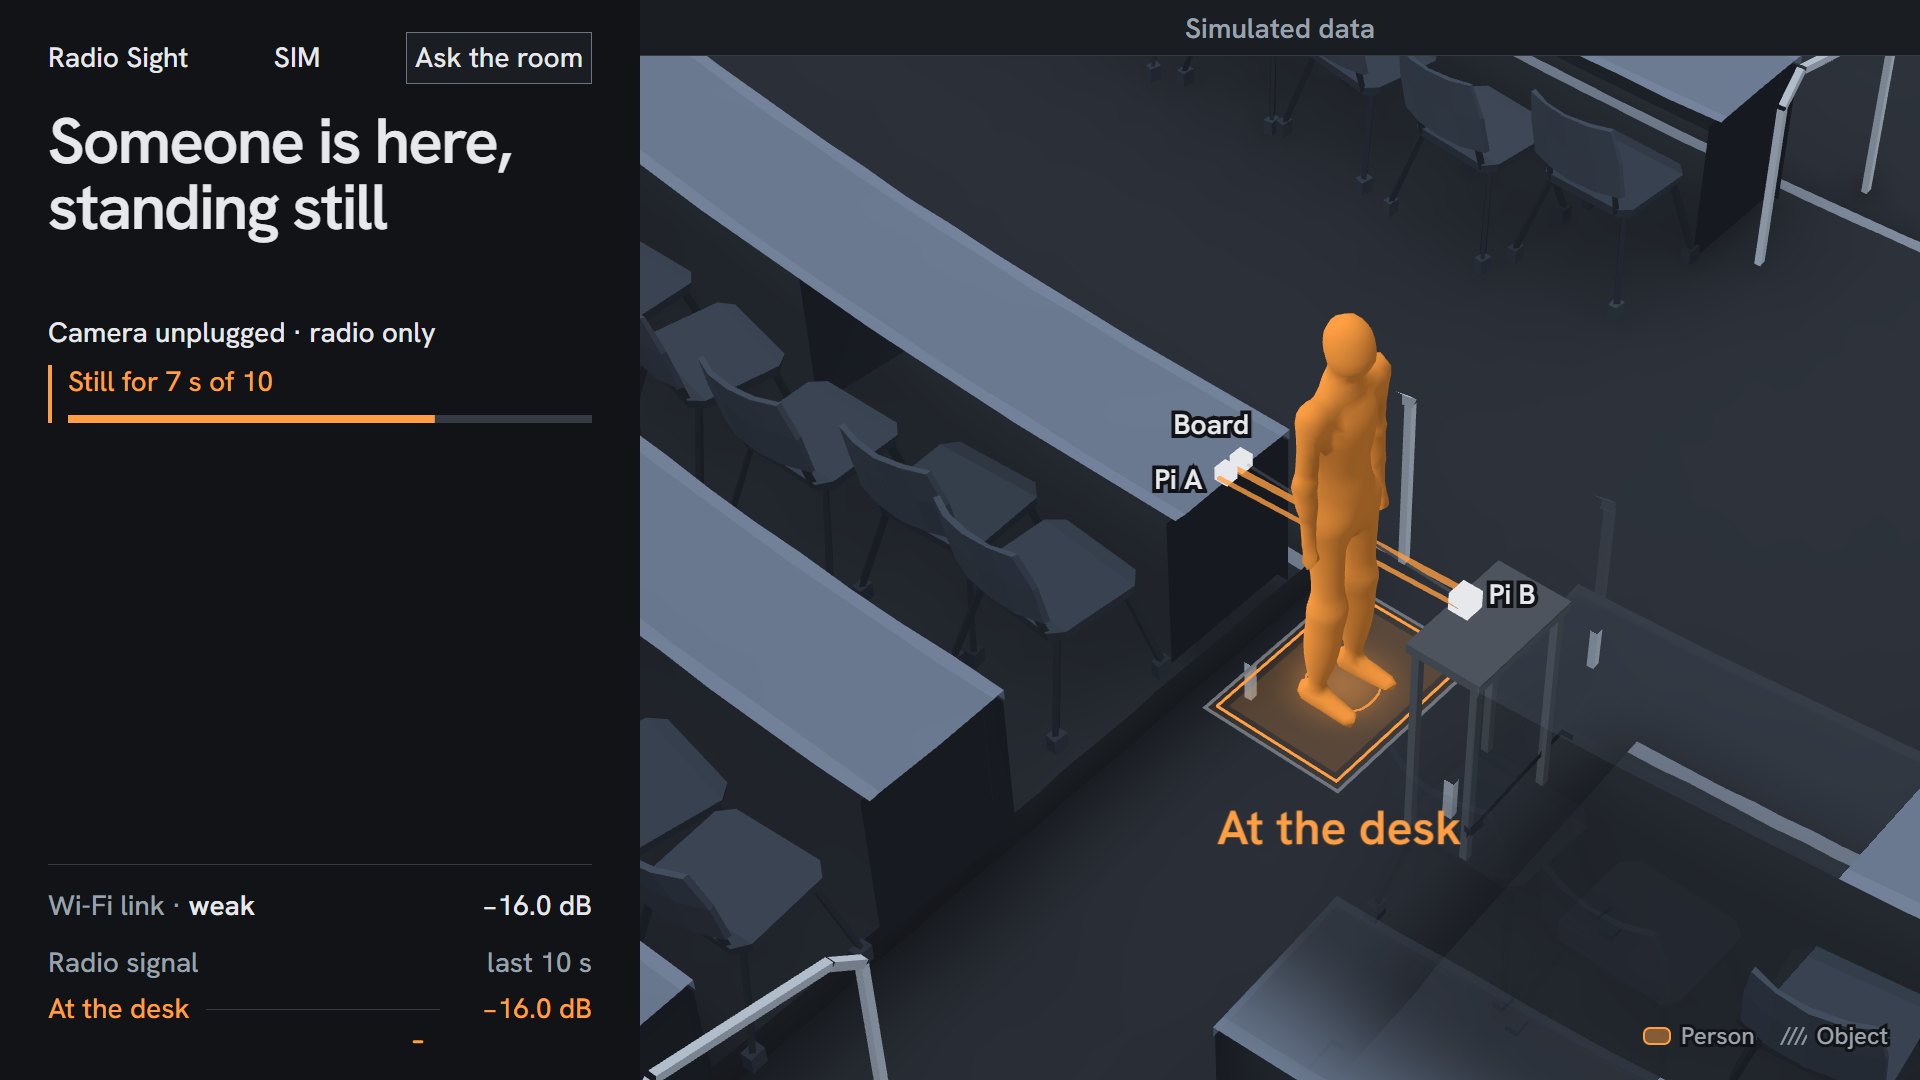 Radio Sight
SIM
Ask the room
Someone is here,
standing still
Camera unplugged · radio only
Still for 7 s of 10
Wi-Fi link · weak
−16.0 dB
Radio signal
last 10 s
At the desk
−16.0 dB
Simulated data
Board
Pi A
Pi B
At the desk
Person
Object